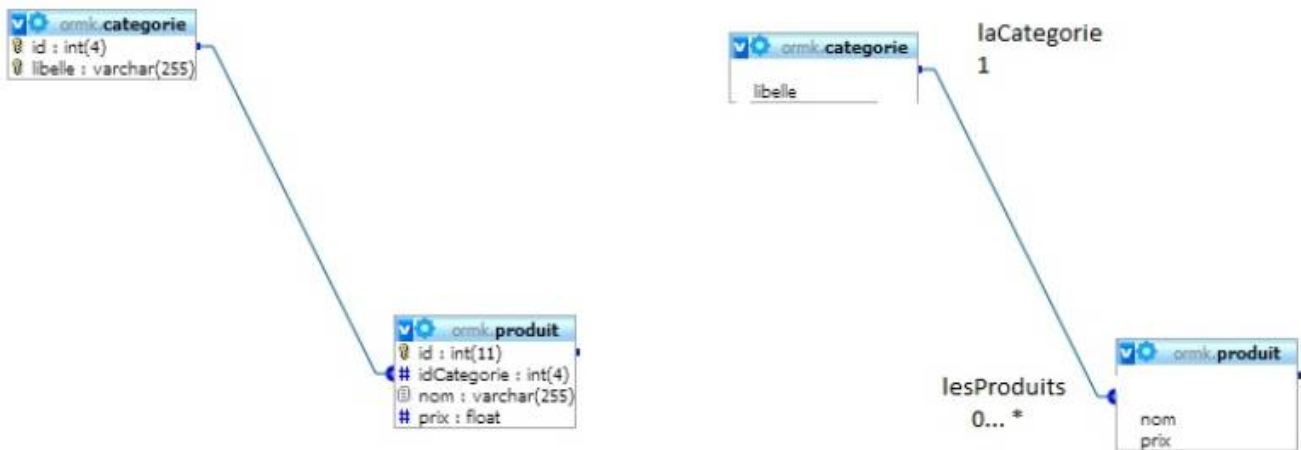 ormk.categorie
id : int(4)
libelle : varchar(255)
ormk.produit
id : int(11)
# idCategorie : int(4)
nom : varchar(255)
# prix : float
ormk.categorie
libelle
laCategorie
1
lesProduits
0... *
ormk.produit
nom
prix